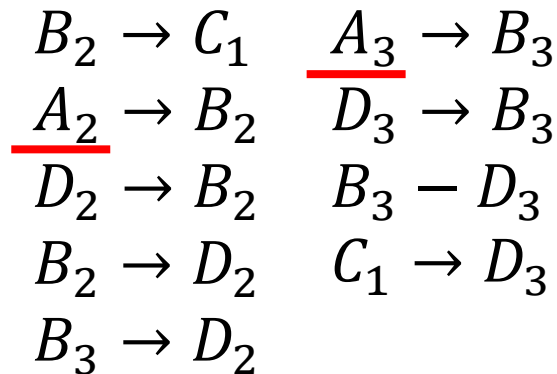 B₂ → C₁
A₂ → B₂
D₂ → B₂
B₂ → D₂
B₃ → D₂
A₃ → B₃
D₃ → B₃
B₃ − D₃
C₁ → D₃